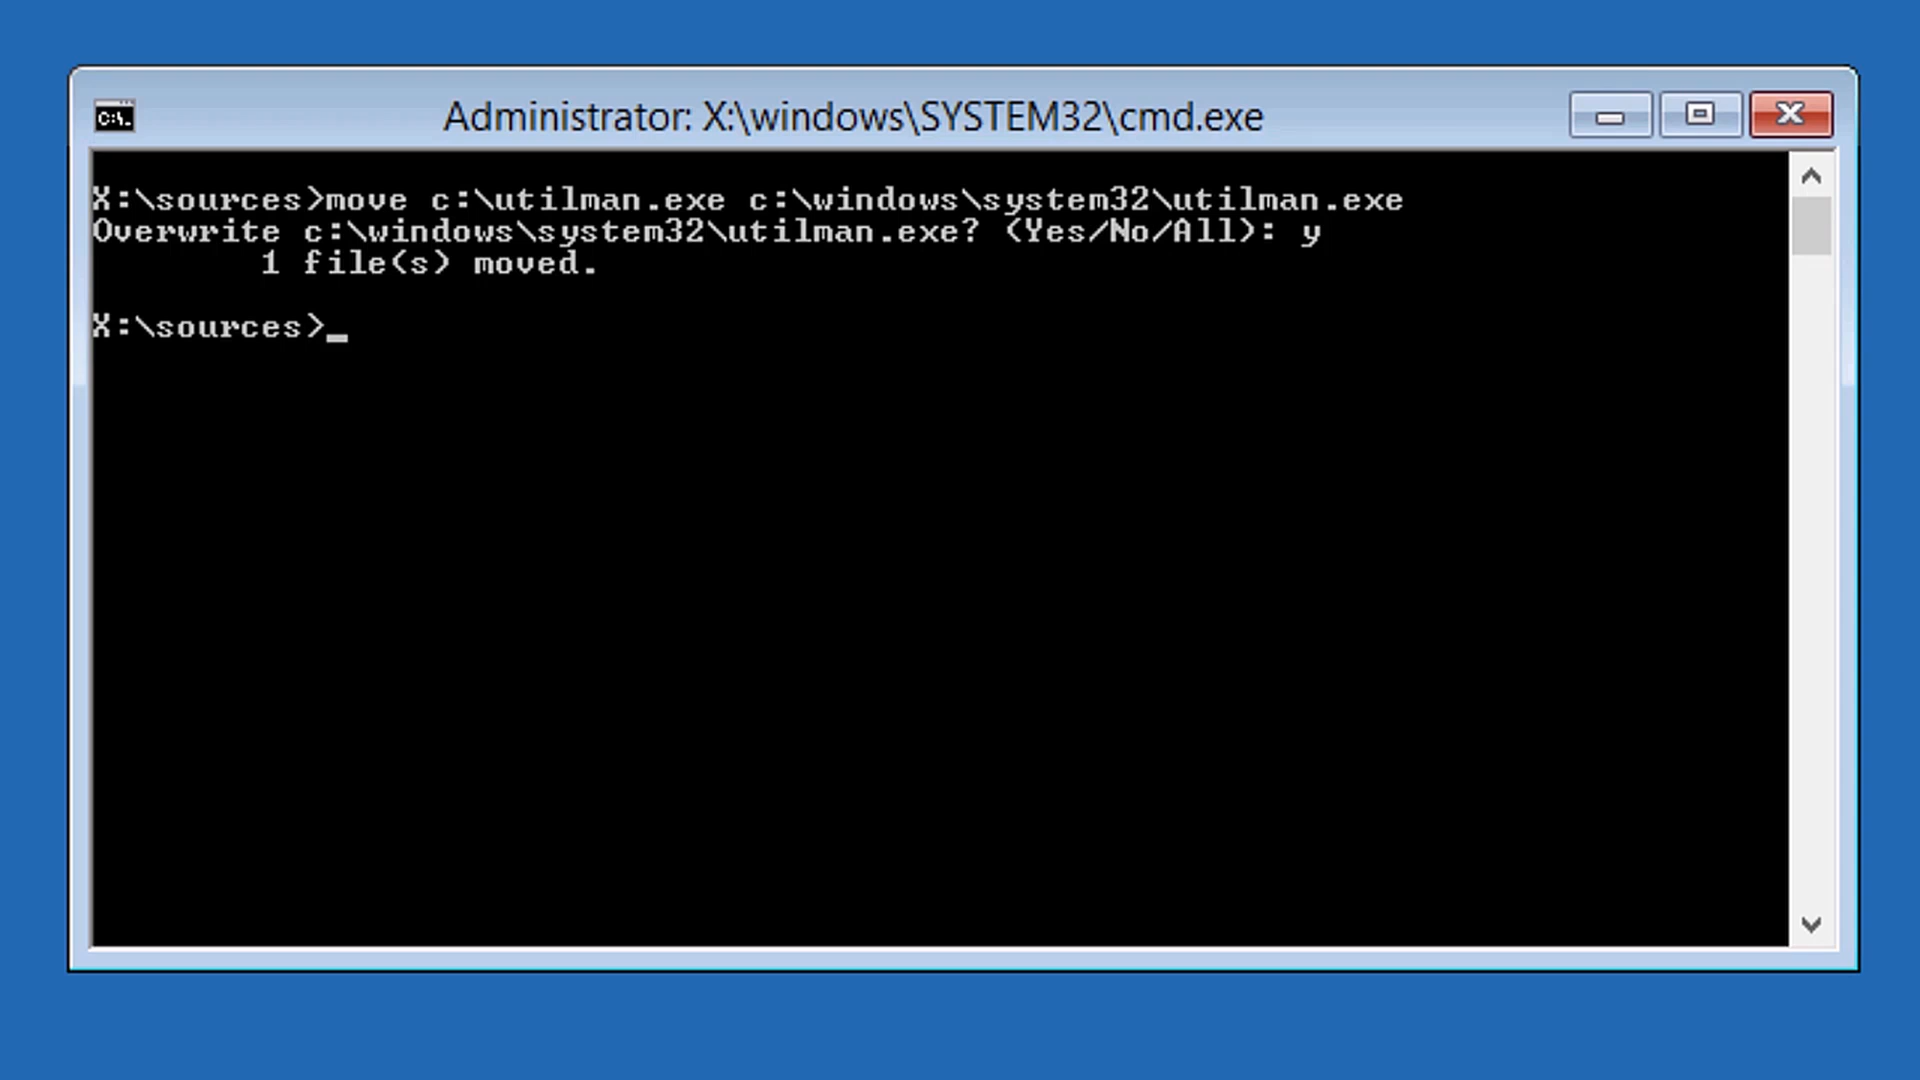 C:\.
Administrator: X:\windows\SYSTEM32\cmd.exe
X:\sources>move c:\utilman.exe c:\windows\system32\utilman.exe
Overwrite c:\windows\system32\utilman.exe? (Yes/No/All): y
1 file(s) moved.
X:\sources>_